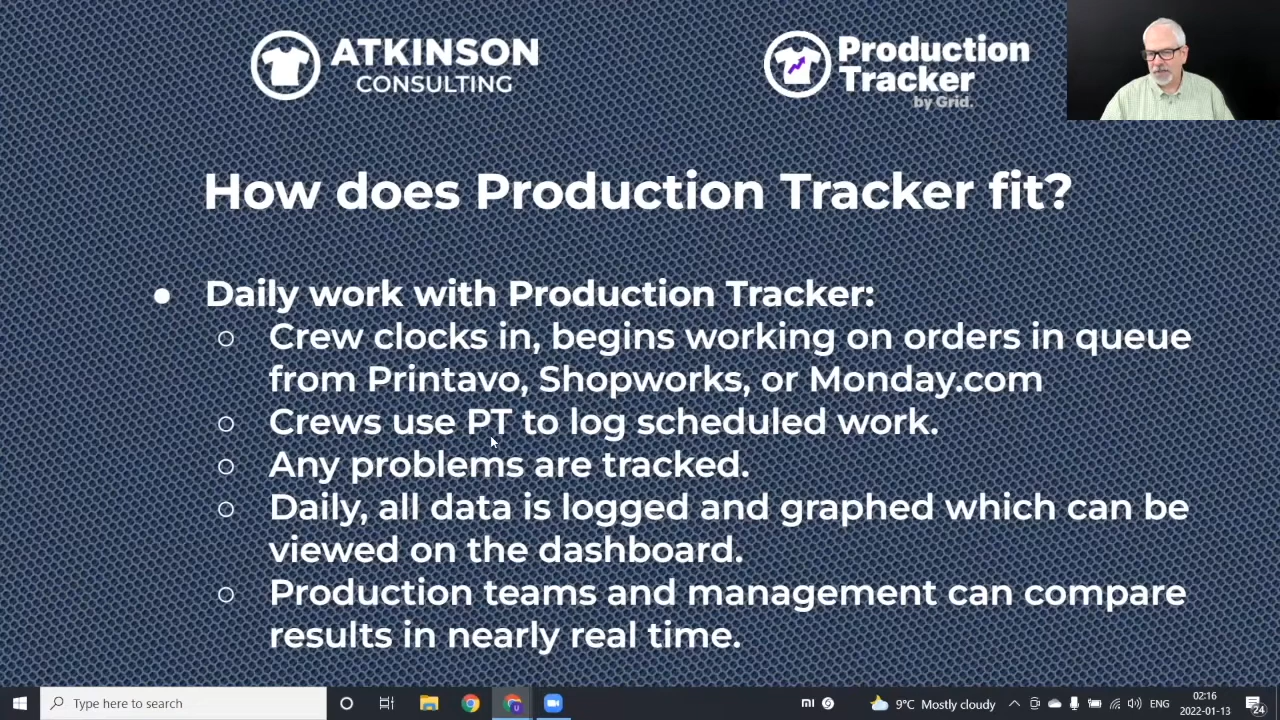 ATKINSON
CONSULTING
Production
Tracker
by Grid.
How does Production Tracker fit?
● Daily work with Production Tracker:
○ Crew clocks in, begins working on orders in queue
from Printavo, Shopworks, or Monday.com
○ Crews use PT to log scheduled work.
○ Any problems are tracked.
○ Daily, all data is logged and graphed which can be
viewed on the dashboard.
○ Production teams and management can compare
results in nearly real time.
Type here to search
9°C Mostly cloudy
ENG
02:16
2022-01-13
24